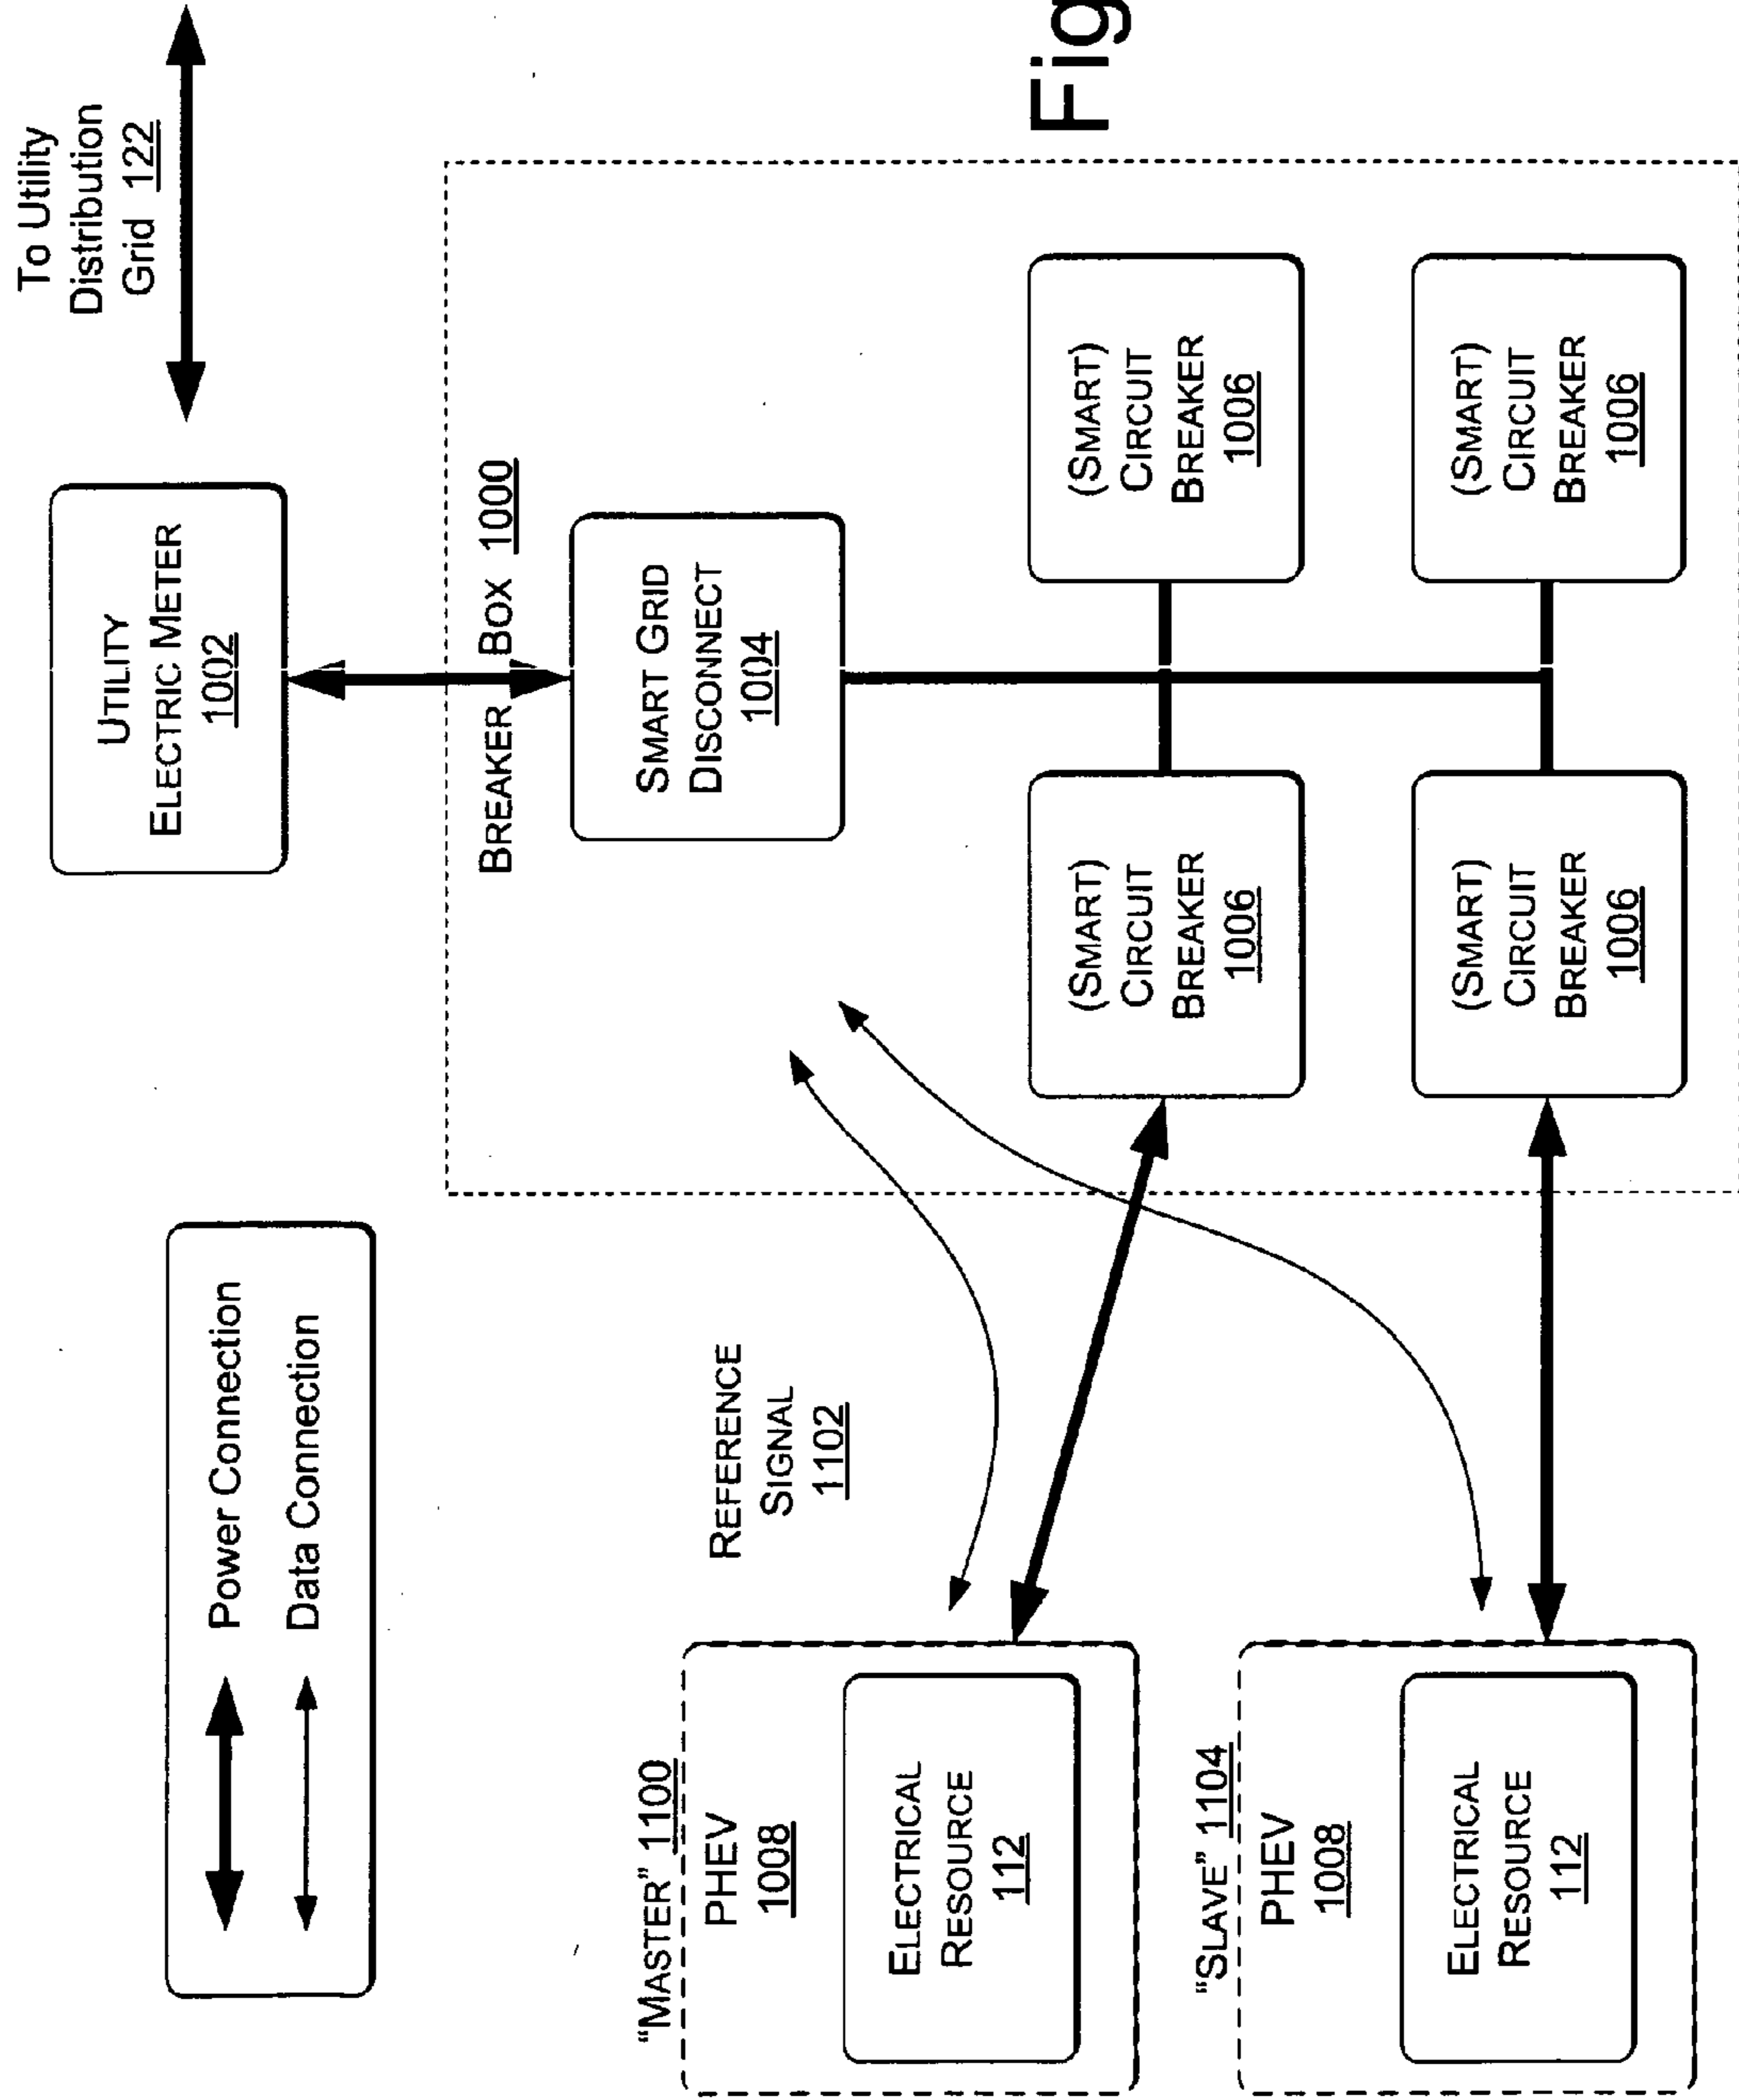 To Utility
Distribution
Grid 122
UTILITY
ELECTRIC METER
1002
Power Connection
Data Connection
BREAKER BOX 1000
SMART GRID
DISCONNECT
1004
REFERENCE
SIGNAL
1102
"MASTER" 1100
PHEV
1008
ELECTRICAL
RESOURCE
112
(SMART)
CIRCUIT
BREAKER
1006
(SMART)
CIRCUIT
BREAKER
1006
"SLAVE" 1104
PHEV
1008
ELECTRICAL
RESOURCE
112
(SMART)
CIRCUIT
BREAKER
1006
(SMART)
CIRCUIT
BREAKER
1006
Fig